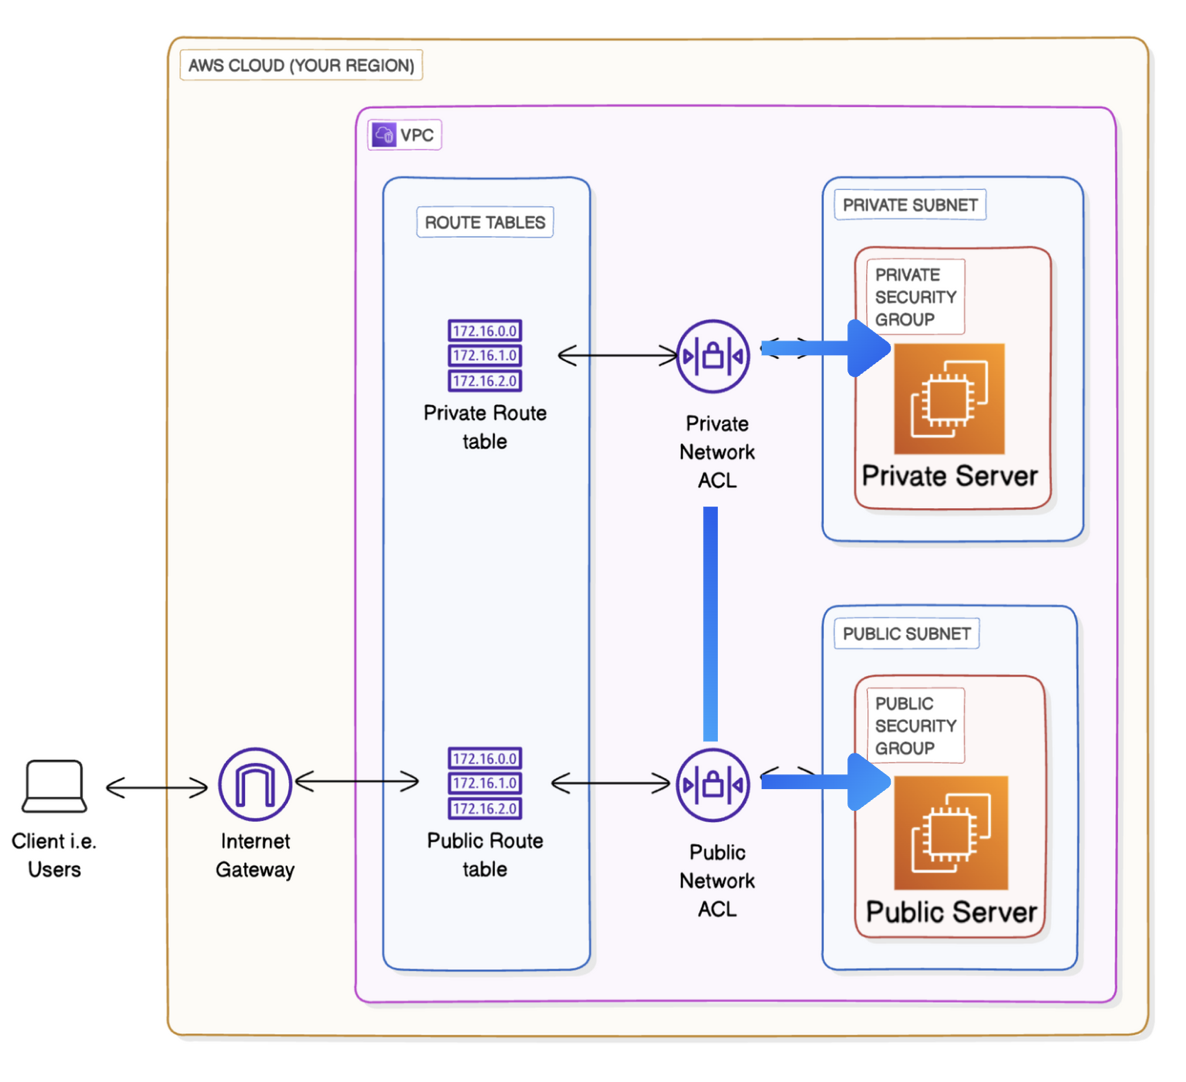 AWS CLOUD (YOUR REGION)
VPC
ROUTE TABLES
172.16.0.0
172.16.1.0
172.16.2.0
Private Route
table
Private
Network
ACL
PRIVATE SUBNET
PRIVATE
SECURITY
GROUP
Private Server
Client i.e.
Users
Internet
Gateway
172.16.0.0
172.16.1.0
172.16.2.0
Public Route
table
Public
Network
ACL
PUBLIC SUBNET
PUBLIC
SECURITY
GROUP
Public Server